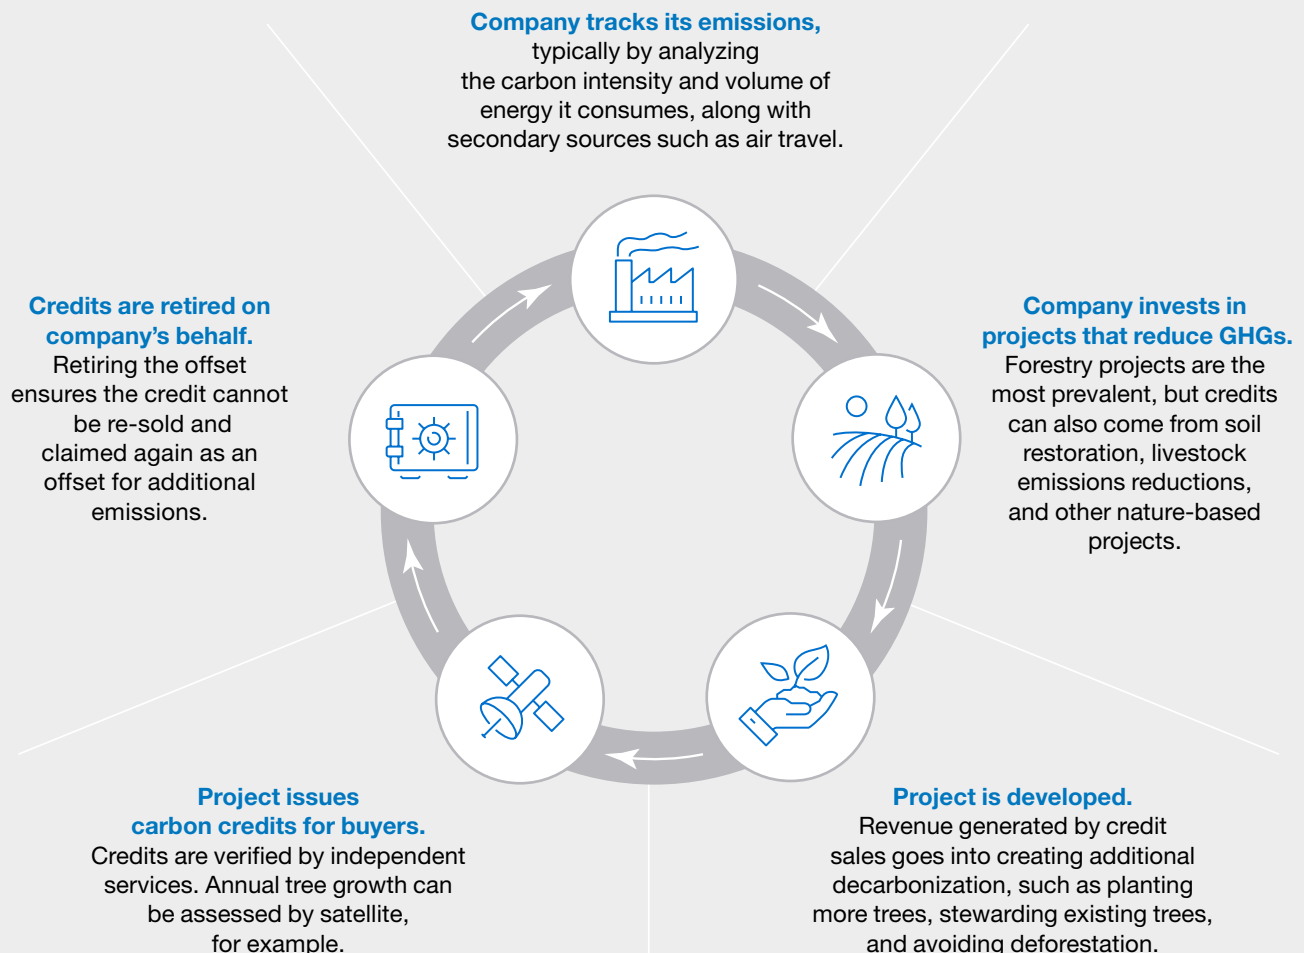 Company tracks its emissions,
typically by analyzing
the carbon intensity and volume of
energy it consumes, along with
secondary sources such as air travel.
Company invests in
projects that reduce GHGs.
Forestry projects are the
most prevalent, but credits
can also come from soil
restoration, livestock
emissions reductions,
and other nature-based
projects.
Project is developed.
Revenue generated by credit
sales goes into creating additional
decarbonization, such as planting
more trees, stewarding existing trees,
and avoiding deforestation.
Project issues
carbon credits for buyers.
Credits are verified by independent
services. Annual tree growth can
be assessed by satellite,
for example.
Credits are retired on
company’s behalf.
Retiring the offset
ensures the credit cannot
be re-sold and
claimed again as an
offset for additional
emissions.